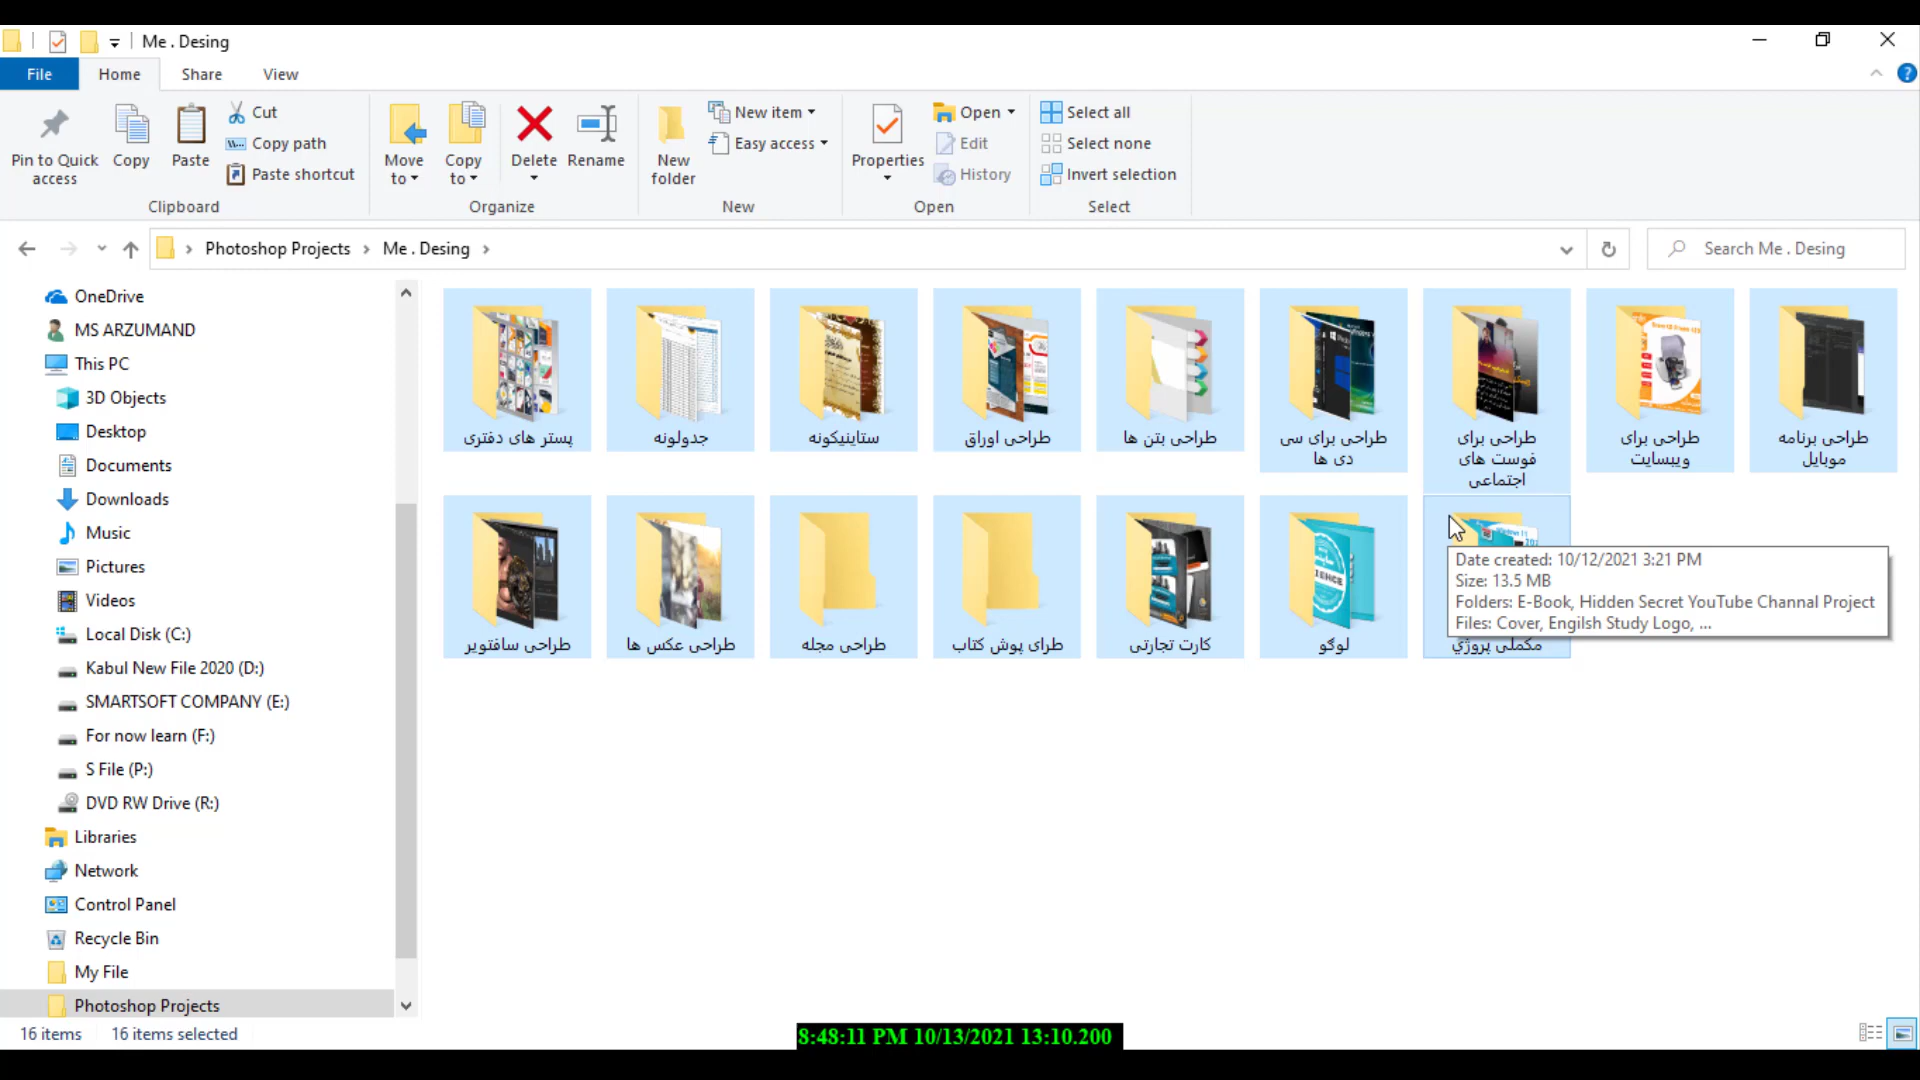 Me . Desing
File
Home
Share
View
Pin to Quick access
Copy
Paste
Cut
Copy path
Paste shortcut
Clipboard
Move to
Copy to
Delete
Rename
Organize
New folder
New item
Easy access
New
Properties
Open
Edit
History
Open
Select all
Select none
Invert selection
Select
Photoshop Projects
Me . Desing
Search Me . Desing
OneDrive
MS ARZUMAND
This PC
3D Objects
Desktop
Documents
Downloads
Music
Pictures
Videos
Local Disk (C:)
Kabul New File 2020 (D:)
SMARTSOFT COMPANY (E:)
For now learn (F:)
S File (P:)
DVD RW Drive (R:)
Libraries
Network
Control Panel
Recycle Bin
My File
Photoshop Projects
پستر های دفتری
جدولونه
ستاینیکونه
طراحی اوراق
طراحی بتن ها
طراحی برای سی
دی ها
طراحی برای
فوست های
اجتماعی
طراحی برای
ویبسایت
طراحی برنامه
موبایل
طراحی سافتویر
طراحی عکس ها
طراحی مجله
طرای پوش کتاب
کارت تجارتی
لوګو
مکملی پروژې
Date created: 10/12/2021 3:21 PM
Size: 13.5 MB
Folders: E-Book, Hidden Secret YouTube Channal Project
Files: Cover, Engilsh Study Logo, ...
16 items
16 items selected
8:48:11 PM 10/13/2021 13:10.200